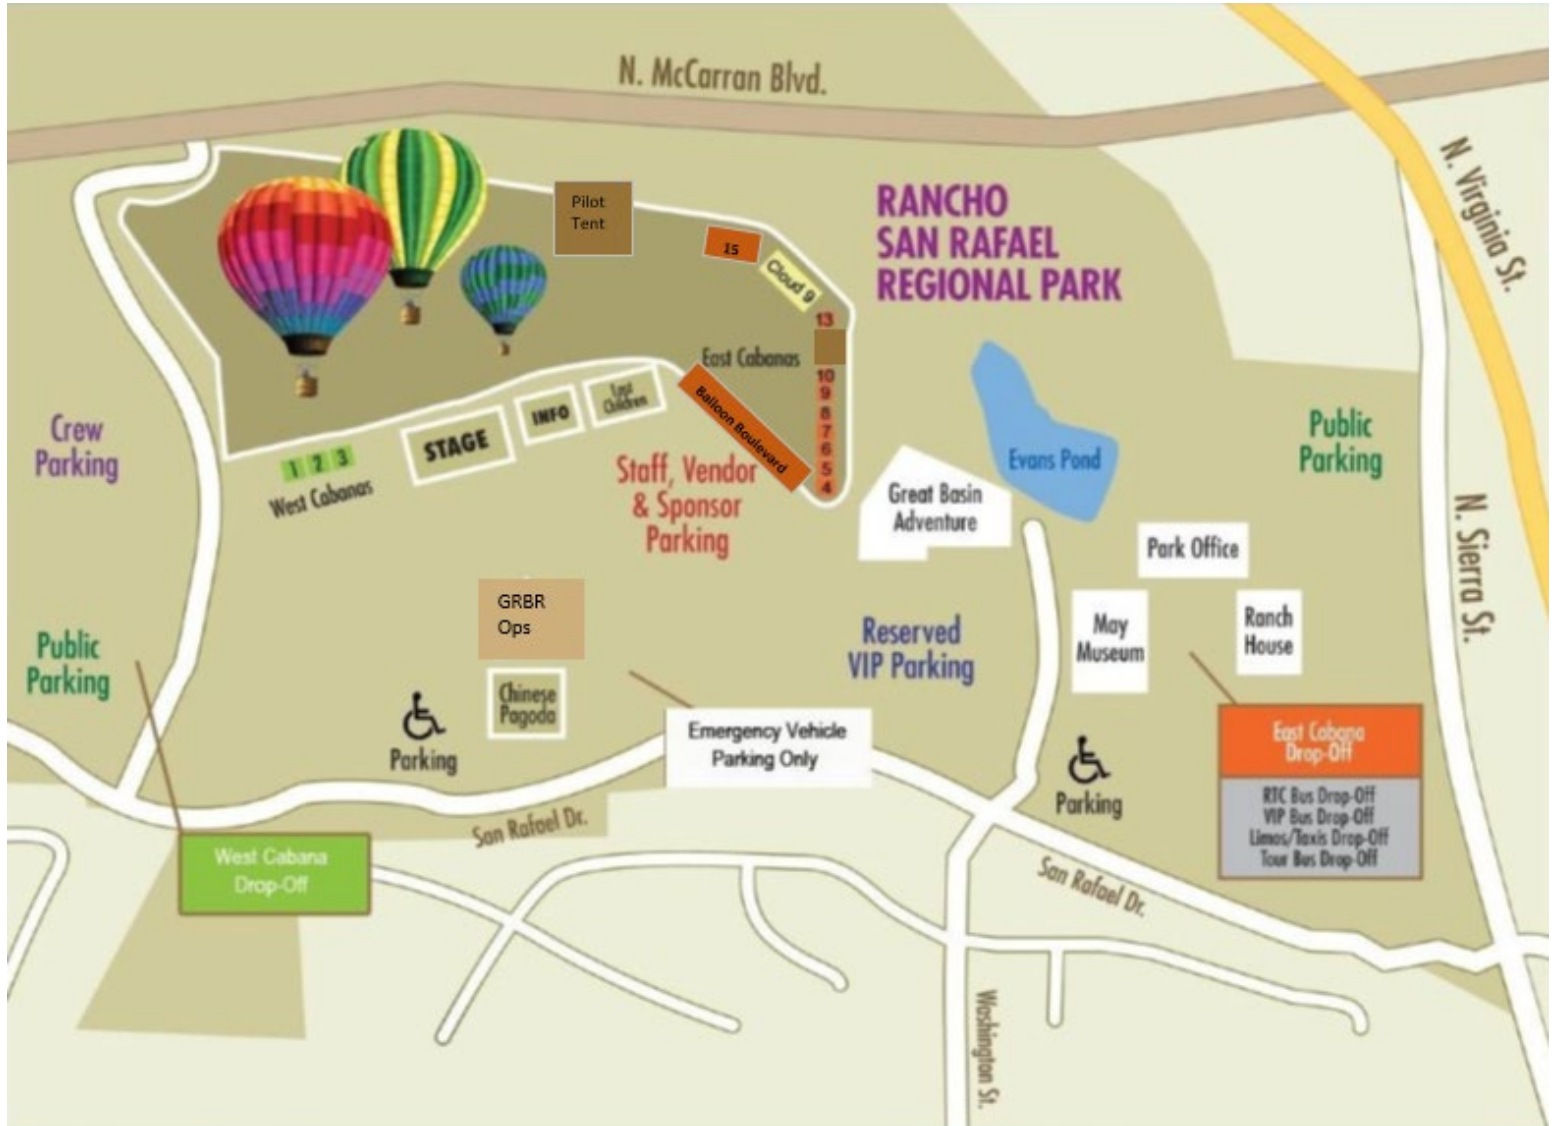 N. McCarran Blvd.
N. Virginia St.
RANCHO
SAN RAFAEL
REGIONAL PARK
Pilot
Tent
15
Cloud 9
13
East Cabanas
10
9
8
7
6
5
4
Balloon Boulevard
Lost
Children
INFO
STAGE
1 2 3
West Cabanas
Crew
Parking
Staff, Vendor
& Sponsor
Parking
Great Basin
Adventure
Evans Pond
Public
Parking
N. Sierra St.
Park Office
May
Museum
Ranch
House
Reserved
VIP Parking
GRBR
Ops
Chinese
Pagoda
Public
Parking
Parking
Emergency Vehicle
Parking Only
Parking
East Cabana
Drop-Off
RTC Bus Drop-Off
VIP Bus Drop-Off
Limos/Taxis Drop-Off
Tour Bus Drop-Off
San Rafael Dr.
West Cabana
Drop-Off
San Rafael Dr.
Washington St.